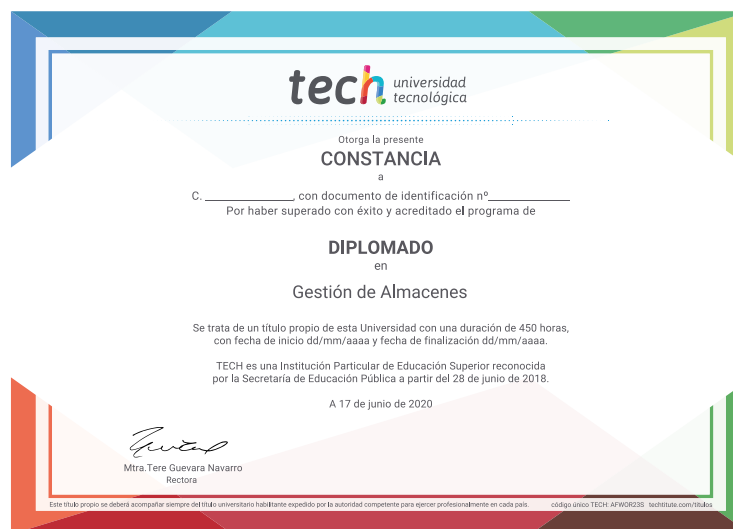 tech universidad
tecnológica
Otorga la presente
CONSTANCIA
a
C. ____________, con documento de identificación nº____________
Por haber superado con éxito y acreditado el programa de
DIPLOMADO
en
Gestión de Almacenes
Se trata de un título propio de esta Universidad con una duración de 450 horas,
con fecha de inicio dd/mm/aaaa y fecha de finalización dd/mm/aaaa.
TECH es una Institución Particular de Educación Superior reconocida
por la Secretaría de Educación Pública a partir del 28 de junio de 2018.
A 17 de junio de 2020
Mtra.Tere Guevara Navarro
Rectora
Este título propio se deberá acompañar siempre del título universitario habilitante expedido por la autoridad competente para ejercer profesionalmente en cada país. código único TECH: AFWOR23S techtitute.com/titulos